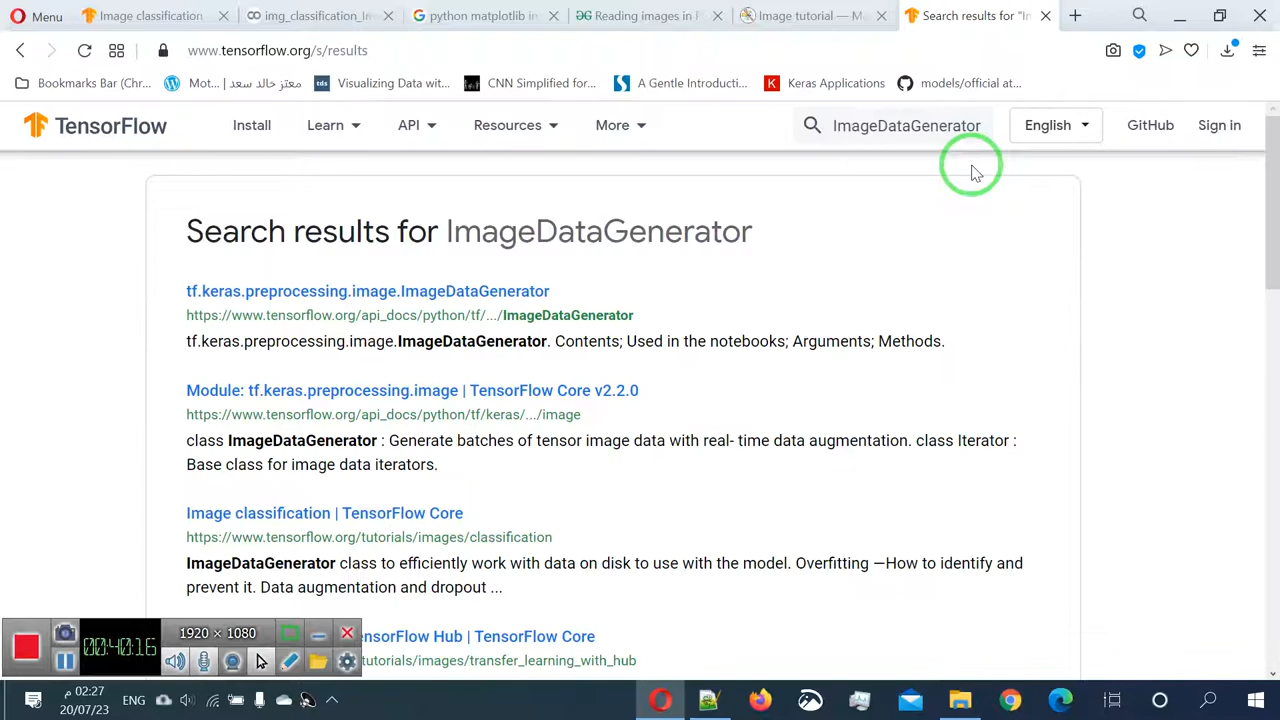 Menu
Image classification
img_classification_
python matplotlib in
Reading images in P
Image tutorial — M
Search results for "In
www.tensorflow.org/s/results
Bookmarks Bar (Chr...
Mot... | معتز خالد سعد
tds
Visualizing Data wit...
CNN Simplified for...
A Gentle Introducti...
K
Keras Applications
models/official at...
TensorFlow
Install
Learn
API
Resources
More
ImageDataGenerator
English
GitHub
Sign in
Search results for ImageDataGenerator
tf.keras.preprocessing.image.ImageDataGenerator
https://www.tensorflow.org/api_docs/python/tf/.../ImageDataGenerator
tf.keras.preprocessing.image.ImageDataGenerator. Contents; Used in the notebooks; Arguments; Methods.
Module: tf.keras.preprocessing.image | TensorFlow Core v2.2.0
https://www.tensorflow.org/api_docs/python/tf/keras/.../image
class ImageDataGenerator : Generate batches of tensor image data with real- time data augmentation. class Iterator :
Base class for image data iterators.
Image classification | TensorFlow Core
https://www.tensorflow.org/tutorials/images/classification
ImageDataGenerator class to efficiently work with data on disk to use with the model. Overfitting —How to identify and
prevent it. Data augmentation and dropout ...
1920 × 1080
ensorFlow Hub | TensorFlow Core
00:40:16
tutorials/images/transfer_learning_with_hub
02:27 م
20/07/23
ENG